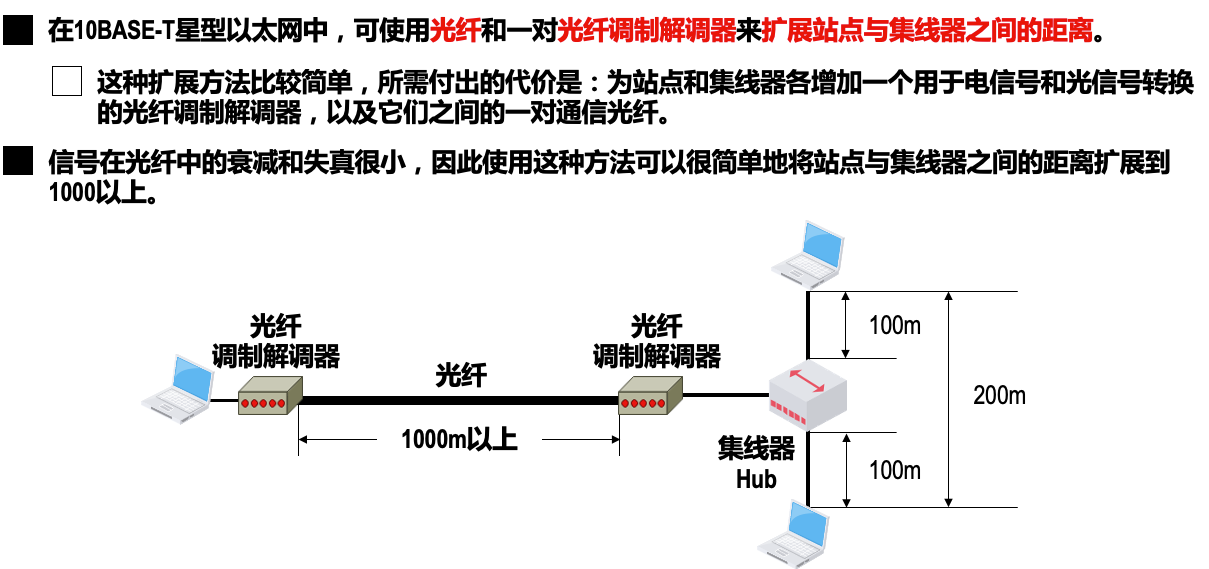 在10BASE-T星型以太网中，可使用光纤和一对光纤调制解调器来扩展站点与集线器之间的距离。
这种扩展方法比较简单，所需付出的代价是：为站点和集线器各增加一个用于电信号和光信号转换
的光纤调制解调器，以及它们之间的一对通信光纤。
信号在光纤中的衰减和失真很小，因此使用这种方法可以很简单地将站点与集线器之间的距离扩展到
1000以上。
光纤
调制解调器
光纤
光纤
调制解调器
1000m以上
集线器
Hub
100m
200m
100m